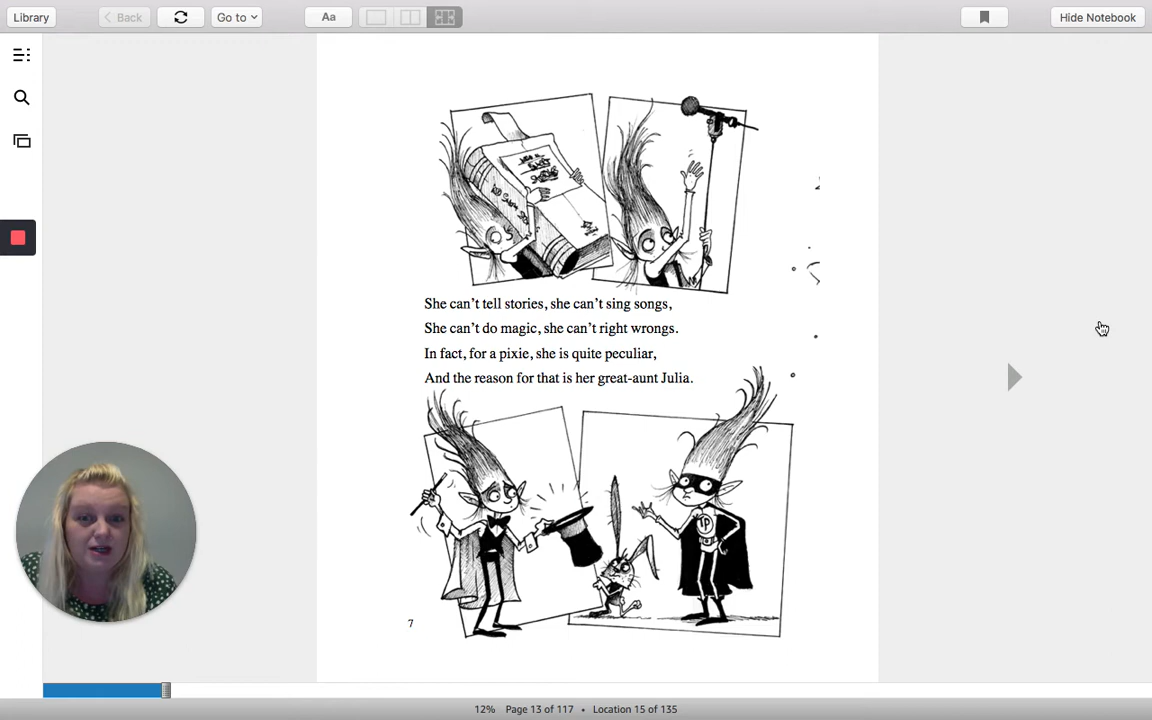 Library
Back
Go to
Aa
Hide Notebook
She can't tell stories, she can't sing songs,
She can't do magic, she can't right wrongs.
In fact, for a pixie, she is quite peculiar,
And the reason for that is her great-aunt Julia.
7
12% Page 13 of 117 • Location 15 of 135